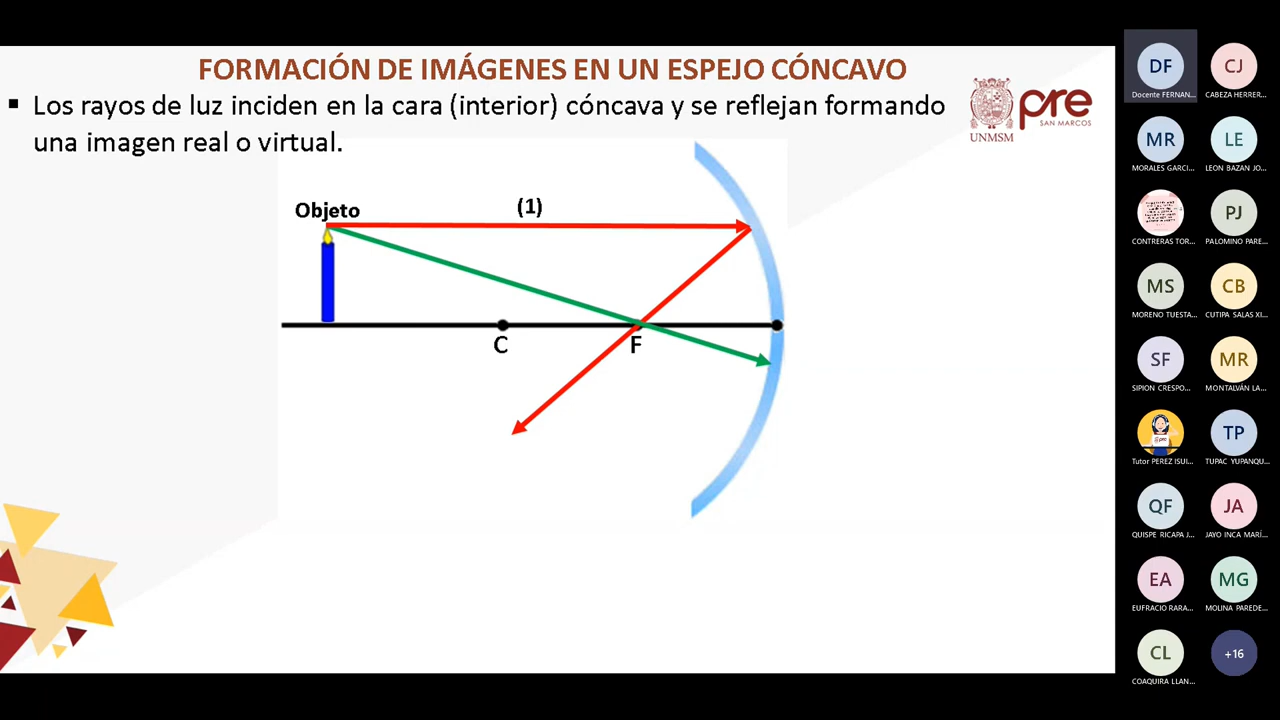 FORMACIÓN DE IMÁGENES EN UN ESPEJO CÓNCAVO
▪ Los rayos de luz inciden en la cara (interior) cóncava y se reflejan formando
una imagen real o virtual.
UNMSM
pre
SAN MARCOS
Objeto
(1)
C
F
DF
Docente FERNAN...
CJ
CABEZA HERRER...
MR
MORALES GARCI...
LE
LEON BAZAN JO...
CONTRERAS TOR...
PJ
PALOMINO PARE...
MS
MORENO TUESTA...
CB
CUTIPA SALAS XI...
SF
SIPION CRESPO...
MR
MONTALVÁN LA...
Tutor PEREZ ISUI...
TP
TUPAC YUPANQU...
QF
QUISPE RICAPA J...
JA
JAYO INCA MARÍ...
EA
EUFRACIO RARA...
MG
MOLINA PAREDE...
CL
COAQUIRA LLAN...
+16